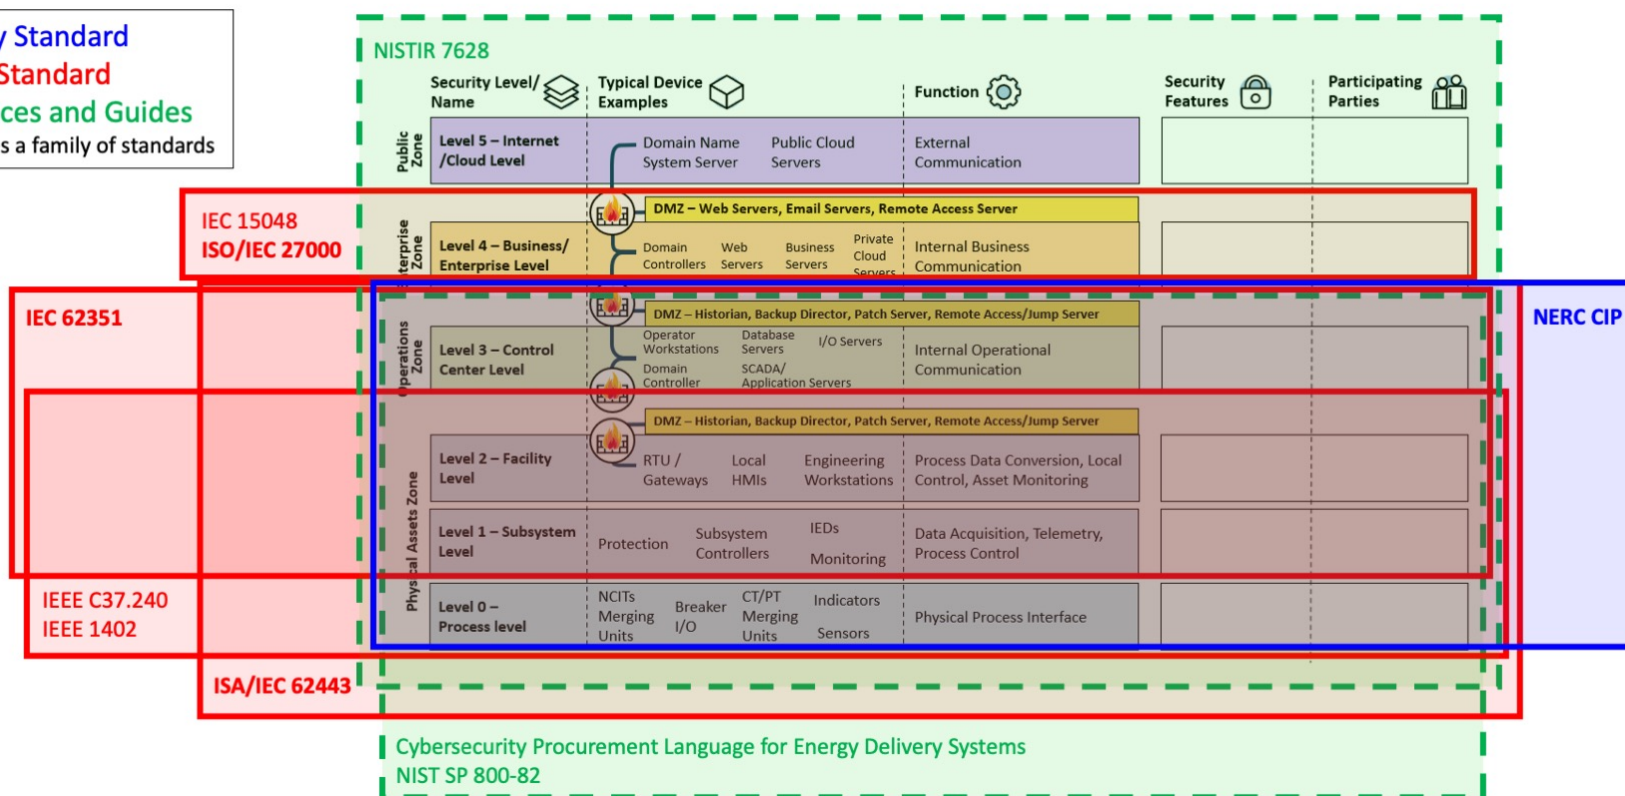 y Standard
Standard
ces and Guides
s a family of standards
NISTIR 7628
Security Level/
Name
Typical Device
Examples
Function
Security
Features
Participating
Parties
Public
Zone
Level 5 – Internet
/Cloud Level
Domain Name
System Server
Public Cloud
Servers
External
Communication
IEC 15048
ISO/IEC 27000
DMZ – Web Servers, Email Servers, Remote Access Server
Enterprise
Zone
Level 4 – Business/
Enterprise Level
Domain
Controllers
Web
Servers
Business
Servers
Private
Cloud
Servers
Internal Business
Communication
IEC 62351
NERC CIP
DMZ – Historian, Backup Director, Patch Server, Remote Access/Jump Server
Operations
Zone
Level 3 – Control
Center Level
Operator
Workstations
Database
Servers
I/O Servers
Domain
Controller
SCADA/
Application Servers
Internal Operational
Communication
DMZ – Historian, Backup Director, Patch Server, Remote Access/Jump Server
Physical Assets Zone
Level 2 – Facility
Level
RTU /
Gateways
Local
HMIs
Engineering
Workstations
Process Data Conversion, Local
Control, Asset Monitoring
Level 1 – Subsystem
Level
Protection
Subsystem
Controllers
IEDs
Monitoring
Data Acquisition, Telemetry,
Process Control
IEEE C37.240
IEEE 1402
Level 0 –
Process level
NCITs
Merging
Units
Breaker
I/O
CT/PT
Merging
Units
Indicators
Sensors
Physical Process Interface
ISA/IEC 62443
Cybersecurity Procurement Language for Energy Delivery Systems
NIST SP 800-82